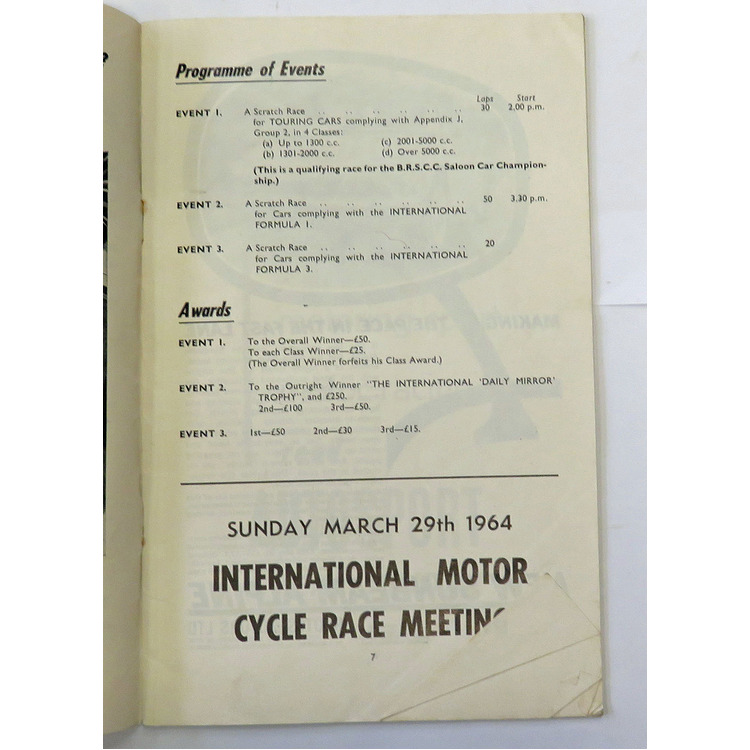 Programme of Events
Laps Start
EVENT 1. A Scratch Race .. .. .. .. .. .. 30 2.00 p.m.
for TOURING CARS complying with Appendix J,
Group 2, in 4 Classes:
(a) Up to 1300 c.c. (c) 2001-5000 c.c.
(b) 1301-2000 c.c. (d) Over 5000 c.c.
(This is a qualifying race for the B.R.S.C.C. Saloon Car Champion-
ship.)
EVENT 2. A Scratch Race .. .. .. .. .. .. 50 3.30 p.m.
for Cars complying with the INTERNATIONAL
FORMULA 1.
EVENT 3. A Scratch Race .. .. .. .. .. .. 20
for Cars complying with the INTERNATIONAL
FORMULA 3.
Awards
EVENT 1. To the Overall Winner—£50.
To each Class Winner—£25.
(The Overall Winner forfeits his Class Award.)
EVENT 2. To the Outright Winner "THE INTERNATIONAL 'DAILY MIRROR'
TROPHY", and £250.
2nd—£100 3rd—£50.
EVENT 3. 1st—£50 2nd—£30 3rd—£15.
SUNDAY MARCH 29th 1964
INTERNATIONAL MOTOR
CYCLE RACE MEETING
7